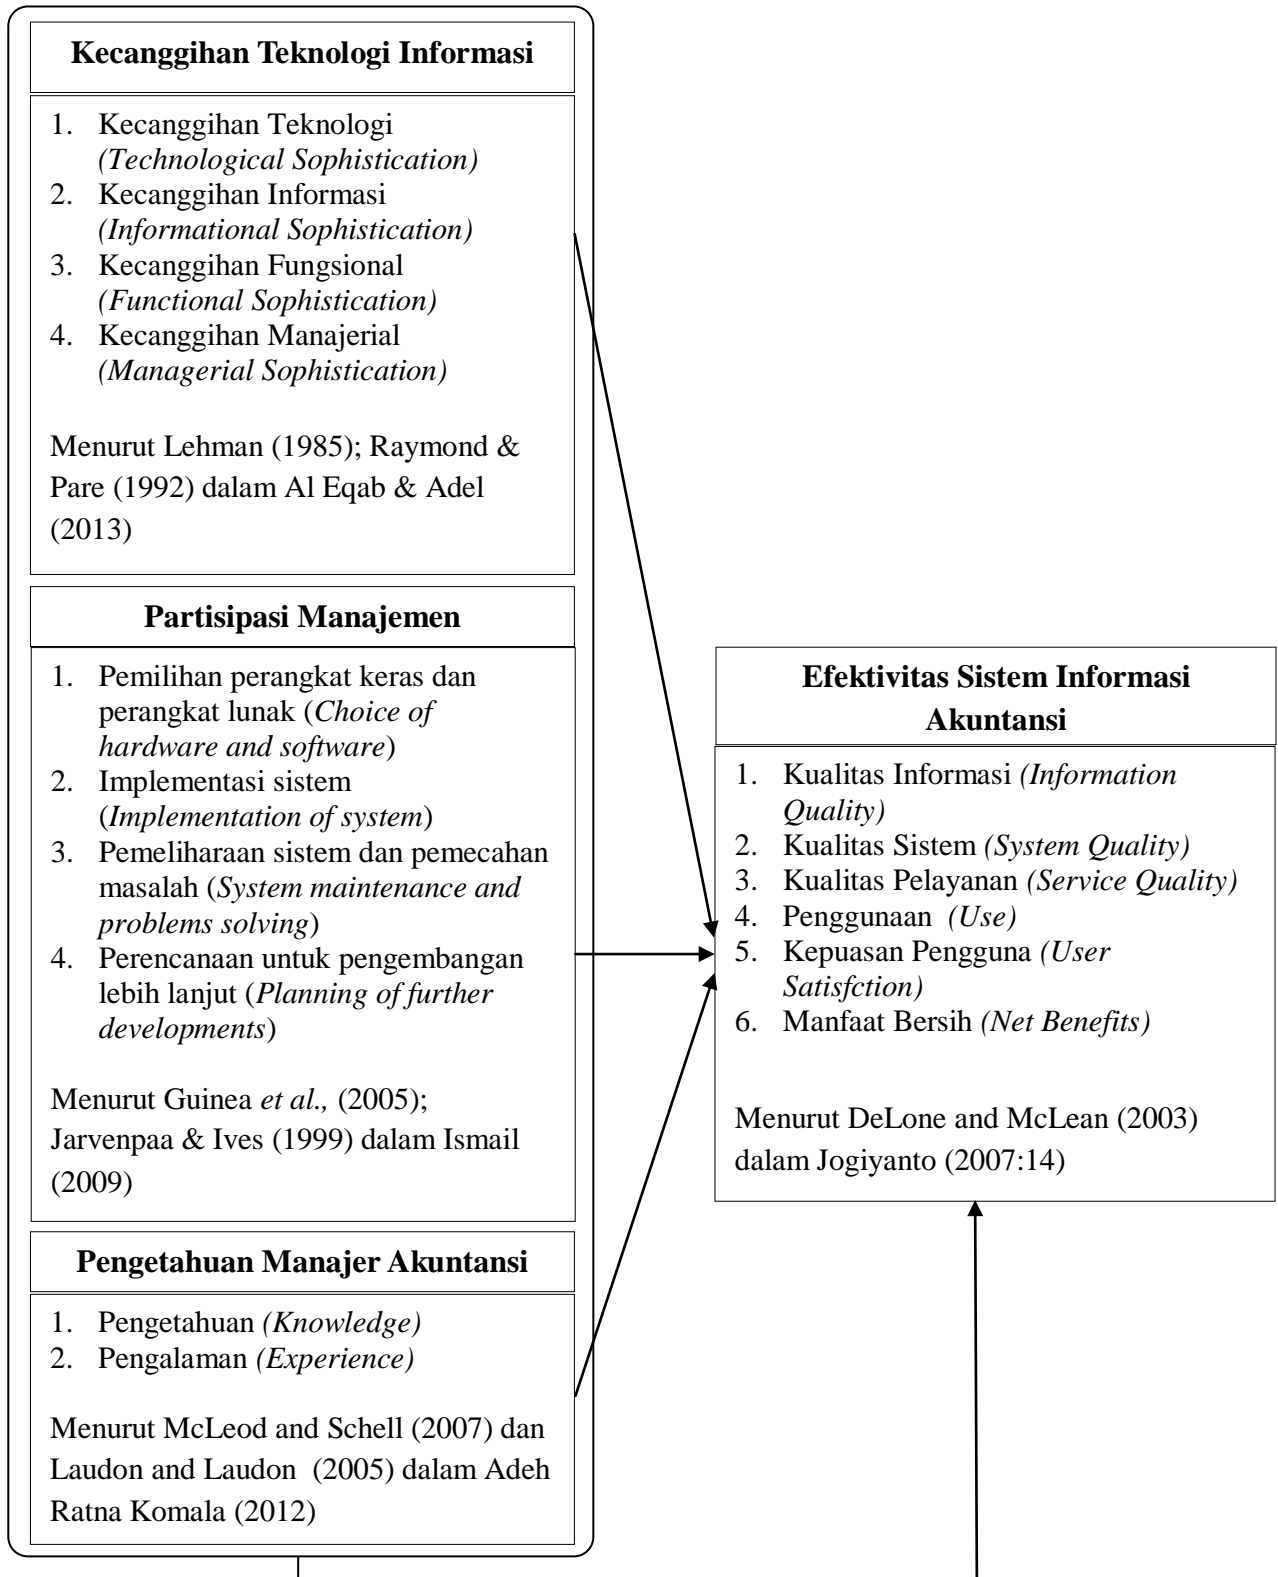 Kecanggihan Teknologi Informasi
1. Kecanggihan Teknologi
(Technological Sophistication)
2. Kecanggihan Informasi
(Informational Sophistication)
3. Kecanggihan Fungsional
(Functional Sophistication)
4. Kecanggihan Manajerial
(Managerial Sophistication)
Menurut Lehman (1985); Raymond &
Pare (1992) dalam Al Eqab & Adel
(2013)
Partisipasi Manajemen
1. Pemilihan perangkat keras dan
perangkat lunak (Choice of
hardware and software)
2. Implementasi sistem
(Implementation of system)
3. Pemeliharaan sistem dan pemecahan
masalah (System maintenance and
problems solving)
4. Perencanaan untuk pengembangan
lebih lanjut (Planning of further
developments)
Menurut Guinea et al., (2005);
Jarvenpaa & Ives (1999) dalam Ismail
(2009)
Pengetahuan Manajer Akuntansi
1. Pengetahuan (Knowledge)
2. Pengalaman (Experience)
Menurut McLeod and Schell (2007) dan
Laudon and Laudon (2005) dalam Adeh
Ratna Komala (2012)
Efektivitas Sistem Informasi
Akuntansi
1. Kualitas Informasi (Information
Quality)
2. Kualitas Sistem (System Quality)
3. Kualitas Pelayanan (Service Quality)
4. Penggunaan (Use)
5. Kepuasan Pengguna (User
Satisfction)
6. Manfaat Bersih (Net Benefits)
Menurut DeLone and McLean (2003)
dalam Jogiyanto (2007:14)